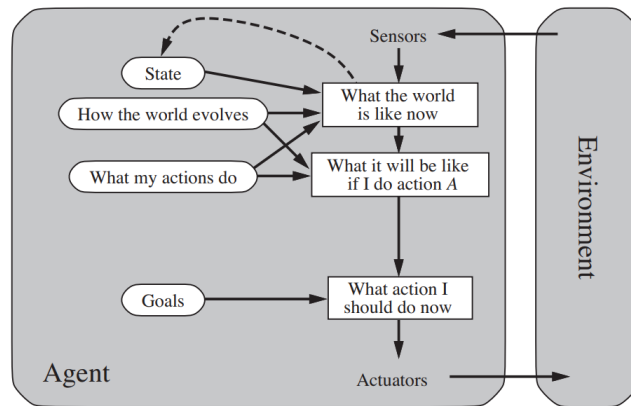 Sensors
State
What the world
is like now
How the world evolves
What it will be like
if I do action A
What my actions do
What action I
should do now
Goals
Agent
Actuators
Environment